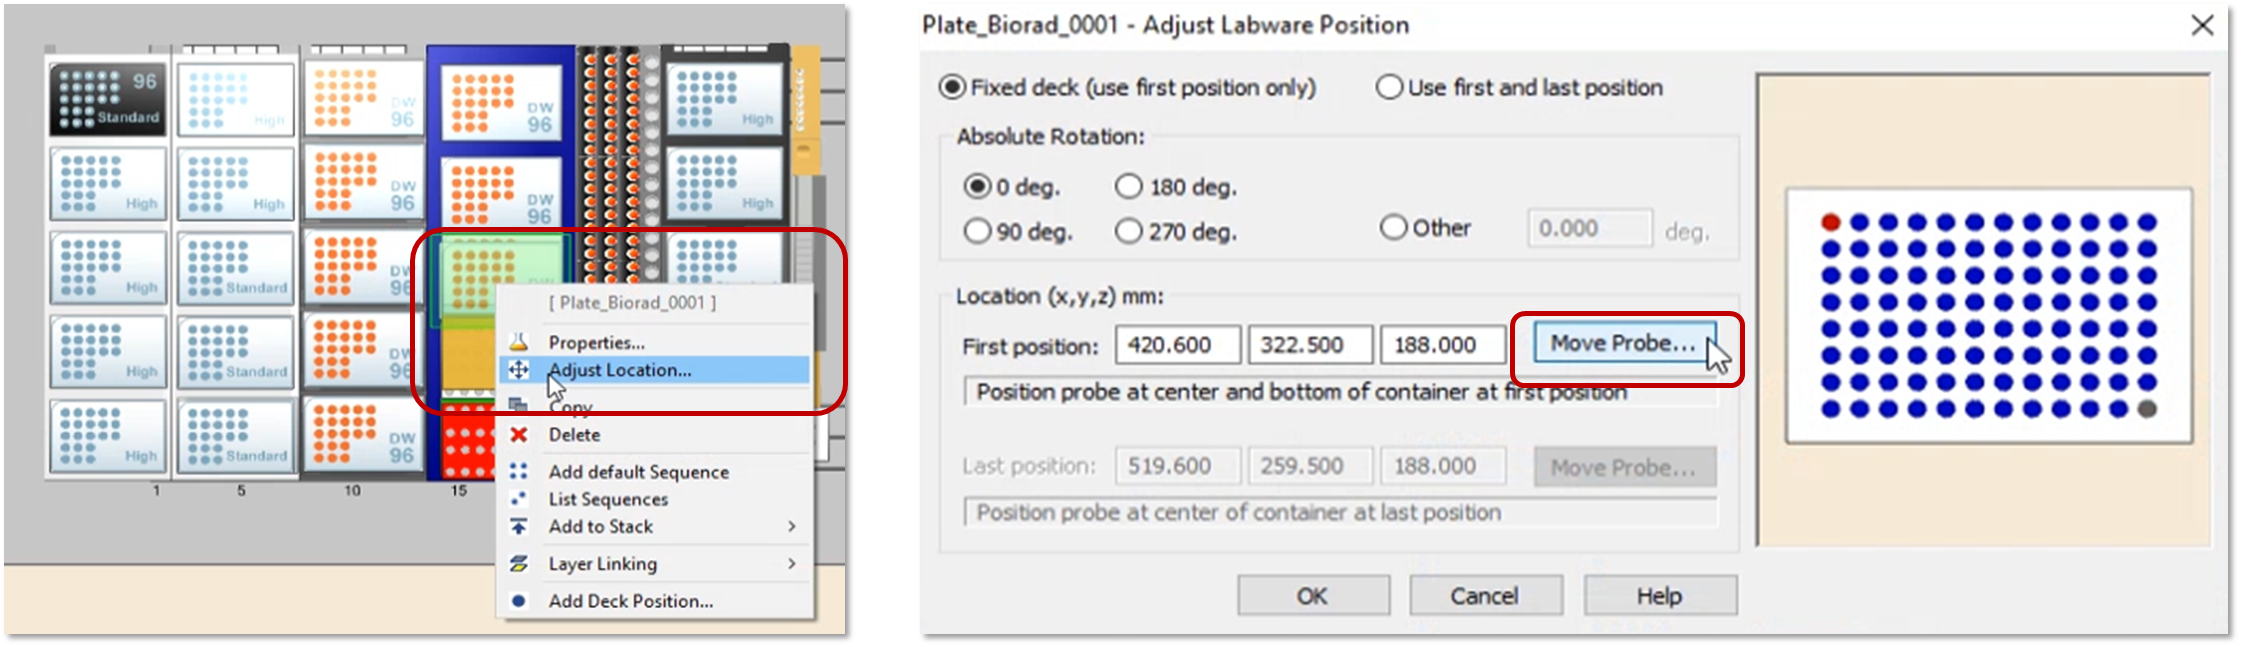 96
Standard
High
DW
96
DW
96
High
High
High
DW
96
DW
96
High
High
Standard
DW
96
DW
High
Standard
DW
96
High
Standard
DW
96
1
5
10
15
[ Plate_Biorad_0001 ]
Properties...
Adjust Location...
Copy
Delete
Add default Sequence
List Sequences
Add to Stack
Layer Linking
Add Deck Position...
Plate_Biorad_0001 - Adjust Labware Position
Fixed deck (use first position only)
Use first and last position
Absolute Rotation:
0 deg.
180 deg.
90 deg.
270 deg.
Other
0.000
deg.
Location (x,y,z) mm:
First position:
420.600
322.500
188.000
Move Probe...
Position probe at center and bottom of container at first position
Last position:
519.600
259.500
188.000
Move Probe...
Position probe at center of container at last position
OK
Cancel
Help